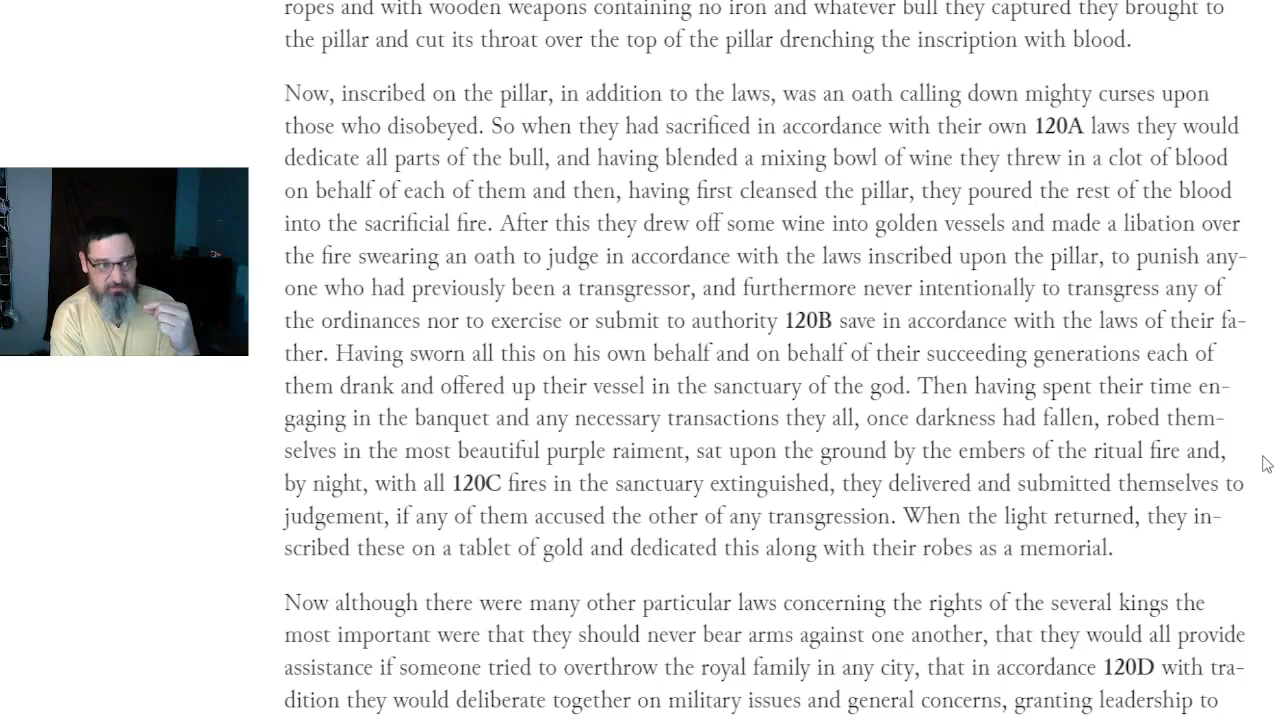 ropes and with wooden weapons containing no iron and whatever bull they captured they brought to
the pillar and cut its throat over the top of the pillar drenching the inscription with blood.
Now, inscribed on the pillar, in addition to the laws, was an oath calling down mighty curses upon
those who disobeyed. So when they had sacrificed in accordance with their own 120A laws they would
dedicate all parts of the bull, and having blended a mixing bowl of wine they threw in a clot of blood
on behalf of each of them and then, having first cleansed the pillar, they poured the rest of the blood
into the sacrificial fire. After this they drew off some wine into golden vessels and made a libation over
the fire swearing an oath to judge in accordance with the laws inscribed upon the pillar, to punish any-
one who had previously been a transgressor, and furthermore never intentionally to transgress any of
the ordinances nor to exercise or submit to authority 120B save in accordance with the laws of their fa-
ther. Having sworn all this on his own behalf and on behalf of their succeeding generations each of
them drank and offered up their vessel in the sanctuary of the god. Then having spent their time en-
gaging in the banquet and any necessary transactions they all, once darkness had fallen, robed them-
selves in the most beautiful purple raiment, sat upon the ground by the embers of the ritual fire and,
by night, with all 120C fires in the sanctuary extinguished, they delivered and submitted themselves to
judgement, if any of them accused the other of any transgression. When the light returned, they in-
scribed these on a tablet of gold and dedicated this along with their robes as a memorial.
Now although there were many other particular laws concerning the rights of the several kings the
most important were that they should never bear arms against one another, that they would all provide
assistance if someone tried to overthrow the royal family in any city, that in accordance 120D with tra-
dition they would deliberate together on military issues and general concerns, granting leadership to